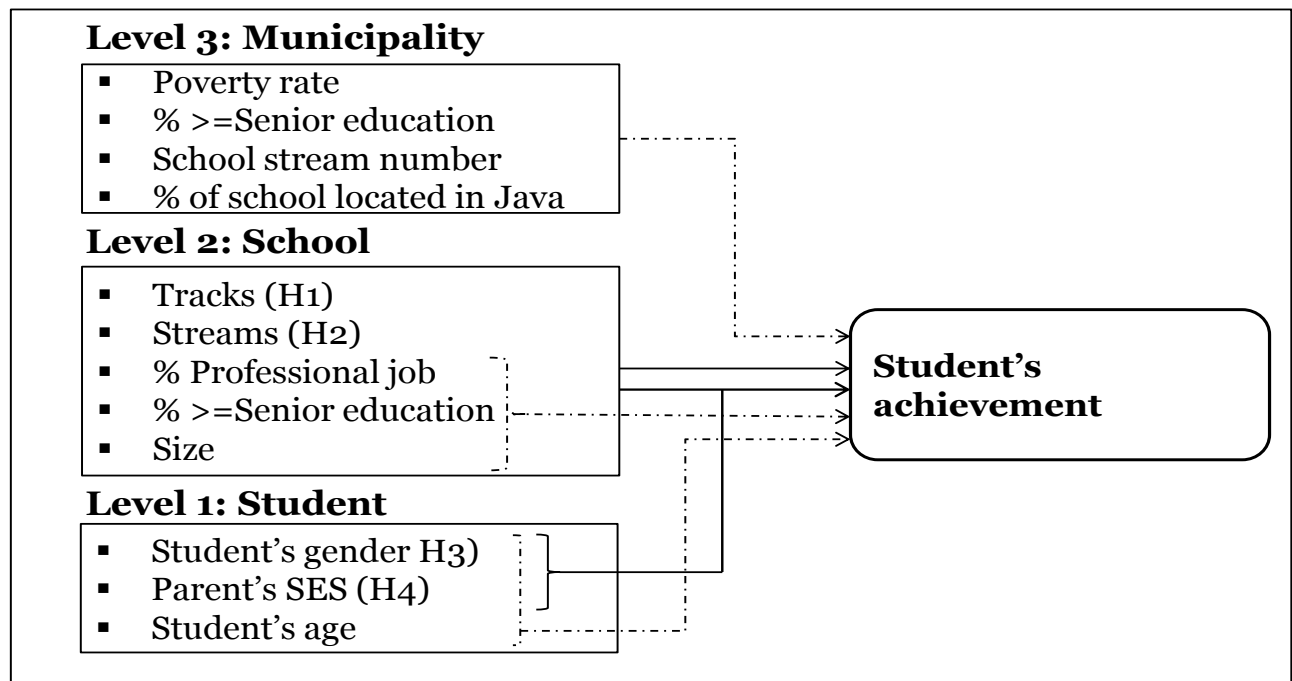 Level 3: Municipality
▪ Poverty rate
▪ % >=Senior education
▪ School stream number
▪ % of school located in Java
Level 2: School
▪ Tracks (H1)
▪ Streams (H2)
▪ % Professional job
▪ % >=Senior education
▪ Size
Student’s
achievement
Level 1: Student
▪ Student’s gender H3)
▪ Parent’s SES (H4)
▪ Student’s age